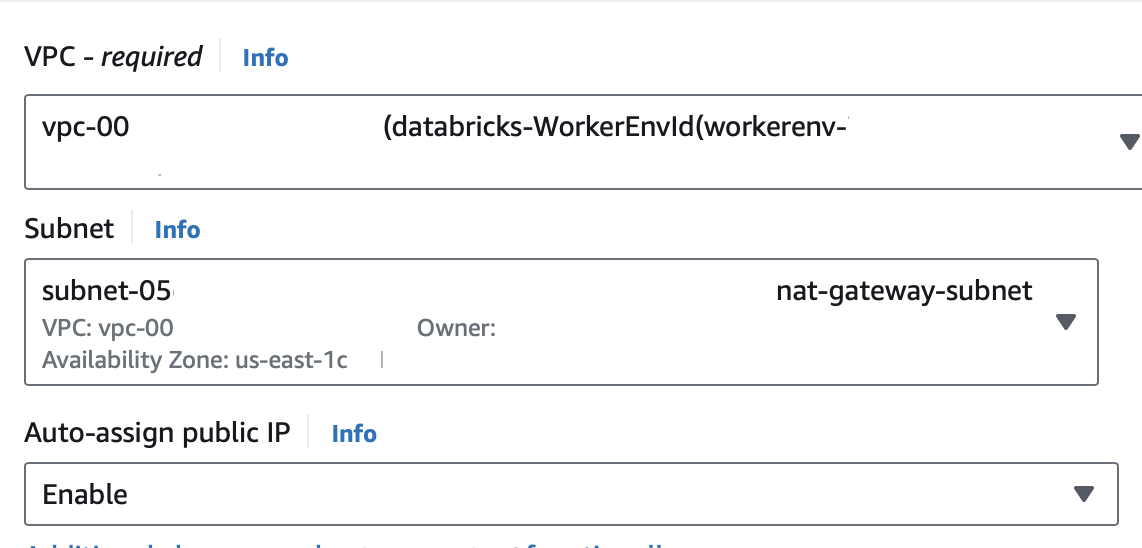 VPC - required Info
vpc-00 (databricks-WorkerEnvId(workerenv-
Subnet Info
subnet-05 nat-gateway-subnet
VPC: vpc-00 Owner:
Availability Zone: us-east-1c
Auto-assign public IP Info
Enable